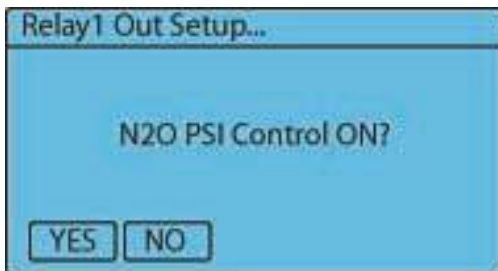 Relay1 Out Setup...
N2O PSI Control ON?
YES NO